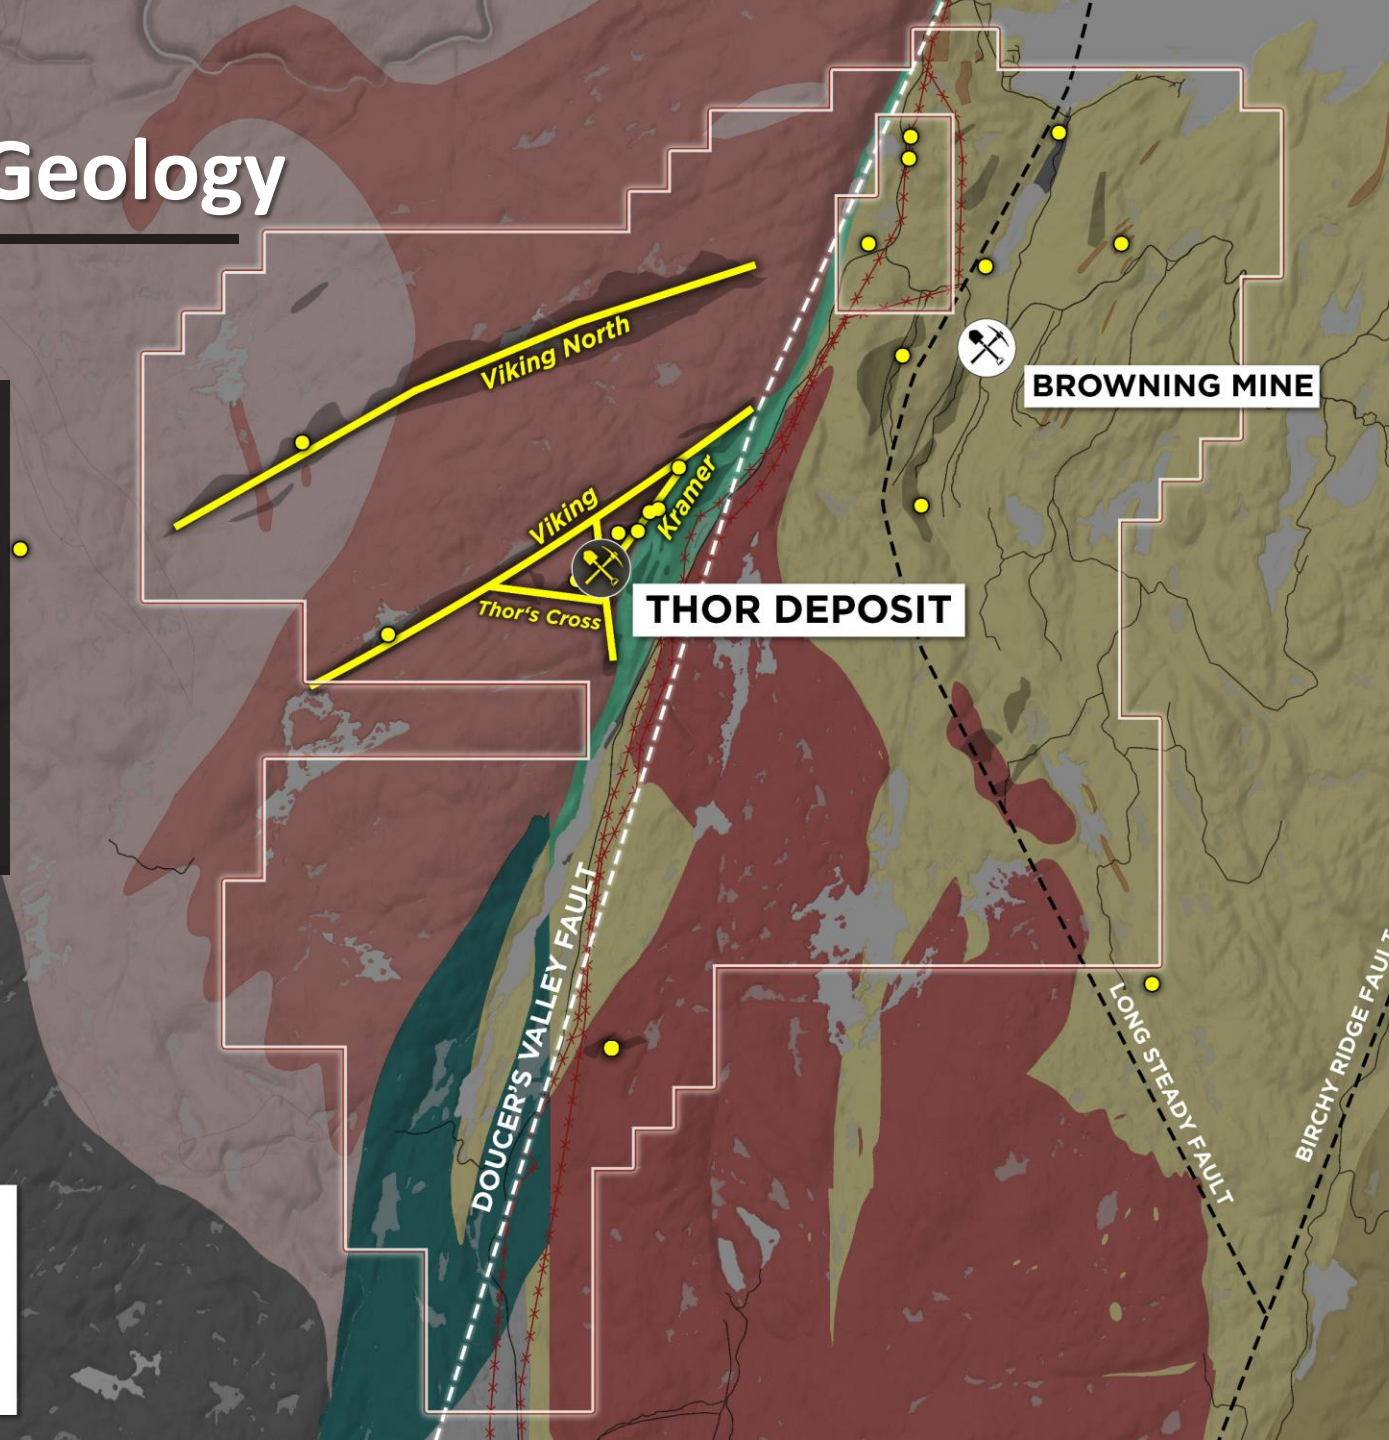 Geology
Viking North
BROWNING MINE
Viking
Kramer
Thor's Cross
THOR DEPOSIT
DOUCER'S VALLEY FAULT
LONG STEADY FAULT
BIRCHY RIDGE FAULT